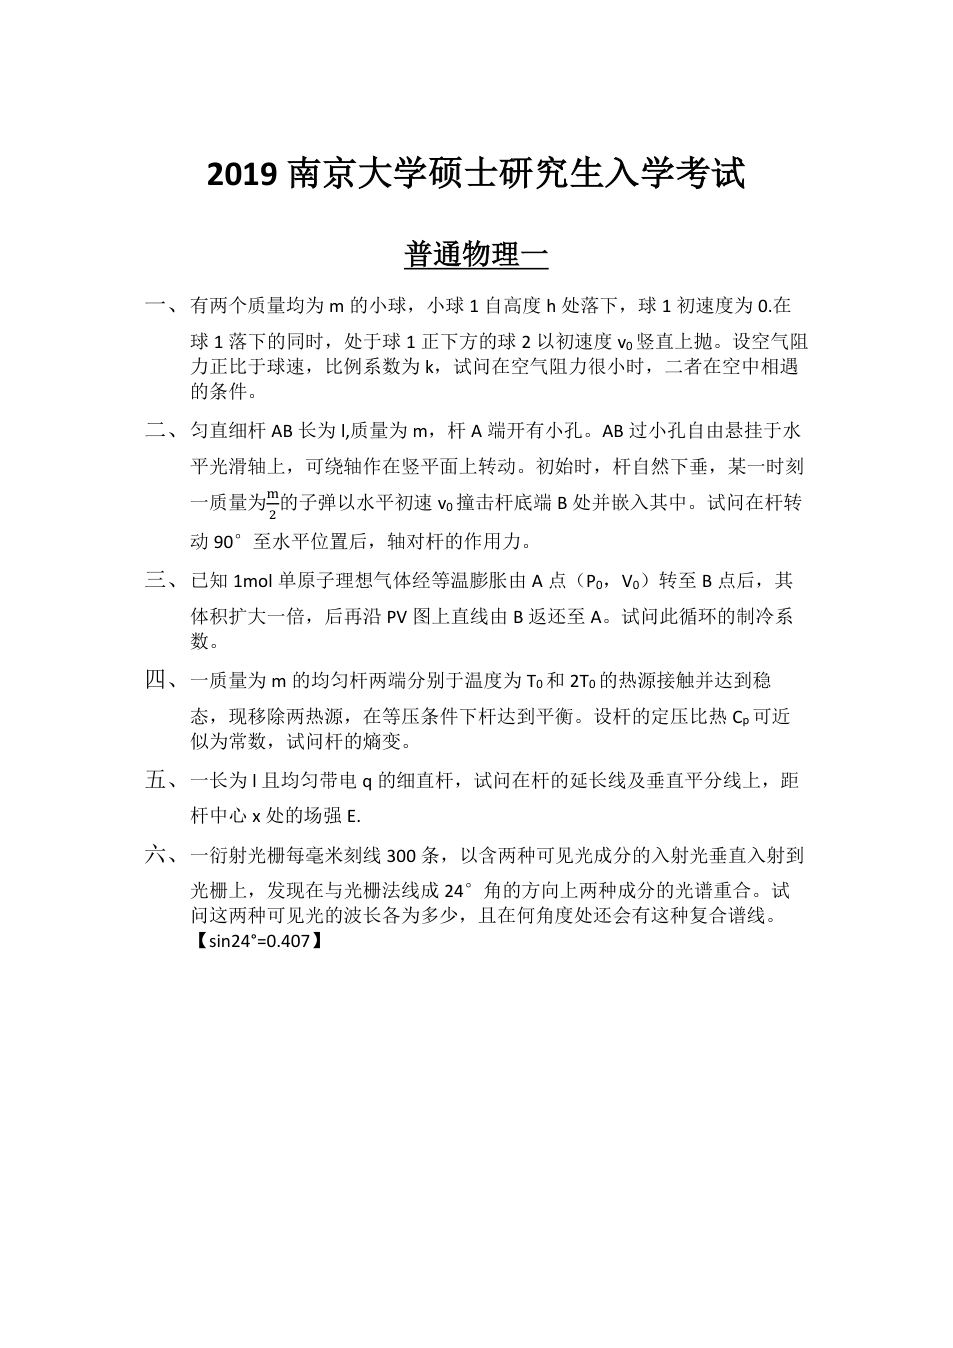 2019 南京大学硕士研究生入学考试
普通物理一
一、有两个质量均为 m 的小球，小球 1 自高度 h 处落下，球 1 初速度为 0.在
球 1 落下的同时，处于球 1 正下方的球 2 以初速度 v₀ 竖直上抛。设空气阻
力正比于球速，比例系数为 k，试问在空气阻力很小时，二者在空中相遇
的条件。
二、匀直细杆 AB 长为 l,质量为 m，杆 A 端开有小孔。AB 过小孔自由悬挂于水
平光滑轴上，可绕轴作在竖平面上转动。初始时，杆自然下垂，某一时刻
一质量为m/2的子弹以水平初速 v₀ 撞击杆底端 B 处并嵌入其中。试问在杆转
动 90°至水平位置后，轴对杆的作用力。
三、已知 1mol 单原子理想气体经等温膨胀由 A 点（P₀，V₀）转至 B 点后，其
体积扩大一倍，后再沿 PV 图上直线由 B 返还至 A。试问此循环的制冷系
数。
四、一质量为 m 的均匀杆两端分别于温度为 T₀ 和 2T₀ 的热源接触并达到稳
态，现移除两热源，在等压条件下杆达到平衡。设杆的定压比热 Cₚ 可近
似为常数，试问杆的熵变。
五、一长为 l 且均匀带电 q 的细直杆，试问在杆的延长线及垂直平分线上，距
杆中心 x 处的场强 E.
六、一衍射光栅每毫米刻线 300 条，以含两种可见光成分的入射光垂直入射到
光栅上，发现在与光栅法线成 24°角的方向上两种成分的光谱重合。试
问这两种可见光的波长各为多少，且在何角度处还会有这种复合谱线。
【sin24°=0.407】